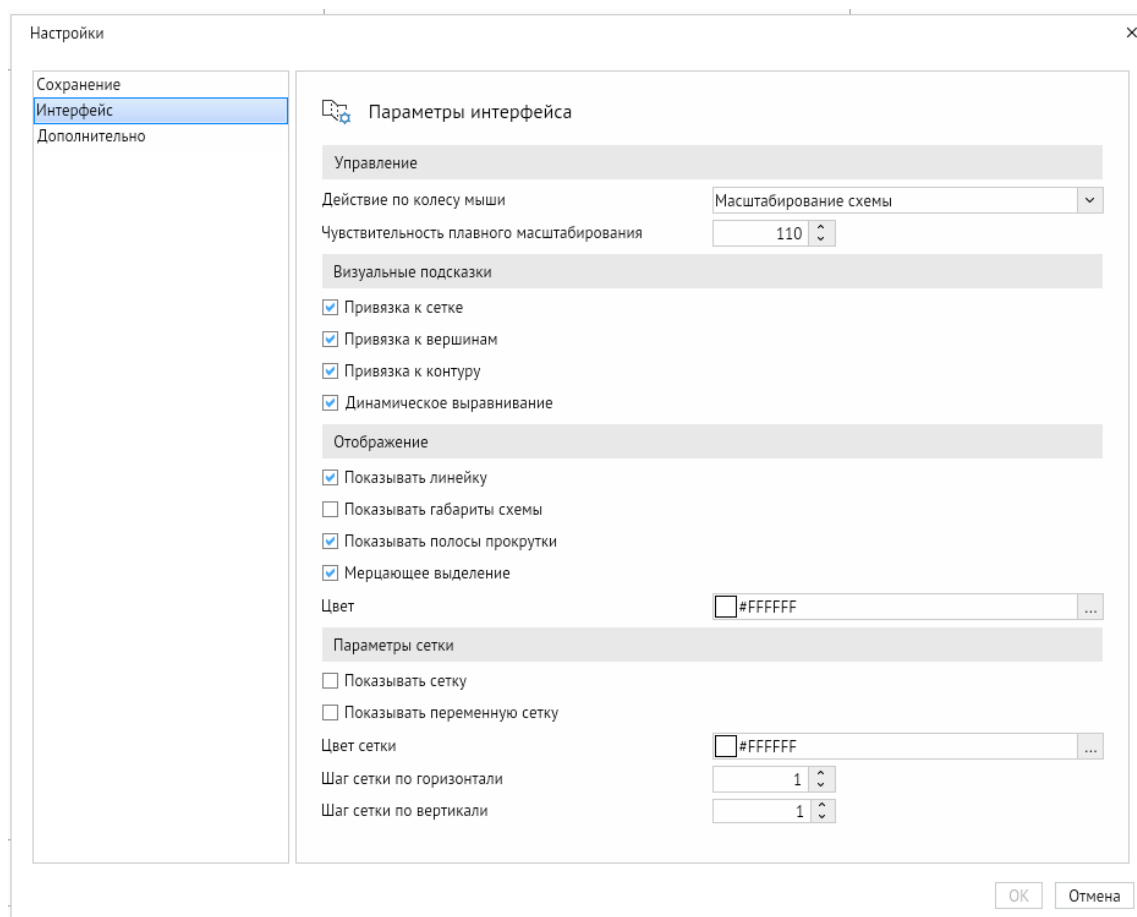 Настройки
Сохранение
Интерфейс
Дополнительно
Параметры интерфейса
Управление
Действие по колесу мыши
Масштабирование схемы
Чувствительность плавного масштабирования
110
Визуальные подсказки
Привязка к сетке
Привязка к вершинам
Привязка к контуру
Динамическое выравнивание
Отображение
Показывать линейку
Показывать габариты схемы
Показывать полосы прокрутки
Мерцающее выделение
Цвет
#FFFFFF
...
Параметры сетки
Показывать сетку
Показывать переменную сетку
Цвет сетки
#FFFFFF
...
Шаг сетки по горизонтали
1
Шаг сетки по вертикали
1
ОК
Отмена